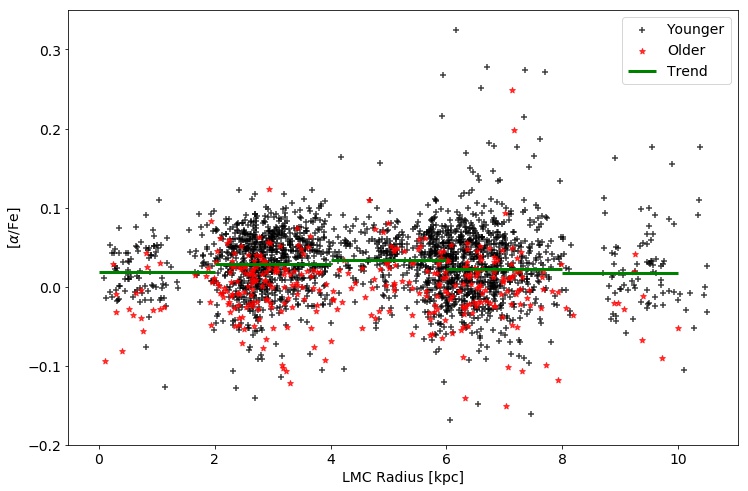 Younger
Older
Trend
0.3
0.2
0.1
0.0
−0.1
−0.2
[α/Fe]
0 2 4 6 8 10
LMC Radius [kpc]